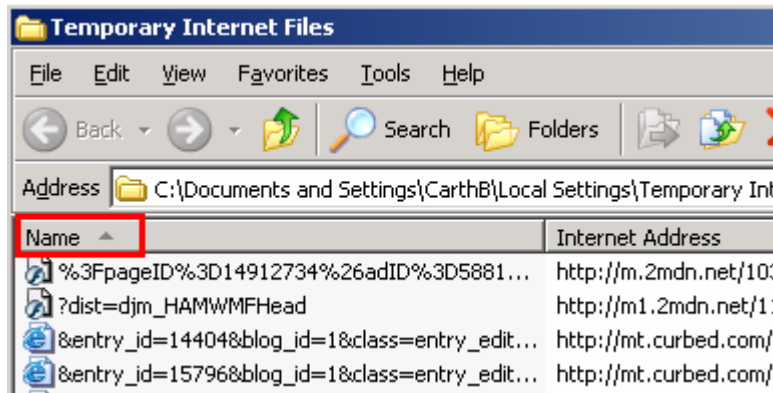 Temporary Internet Files
File Edit View Favorites Tools Help
Back Search Folders
Address C:\Documents and Settings\CarthB\Local Settings\Temporary Int
Name Internet Address
%3FpageID%3D14912734%26adID%3D5881... http://m.2mdn.net/103
?dist=djm_HAMWMFHead http://m1.2mdn.net/1
&entry_id=14404&blog_id=1&class=entry_edit... http://mt.curbed.com/
&entry_id=15796&blog_id=1&class=entry_edit... http://mt.curbed.com/